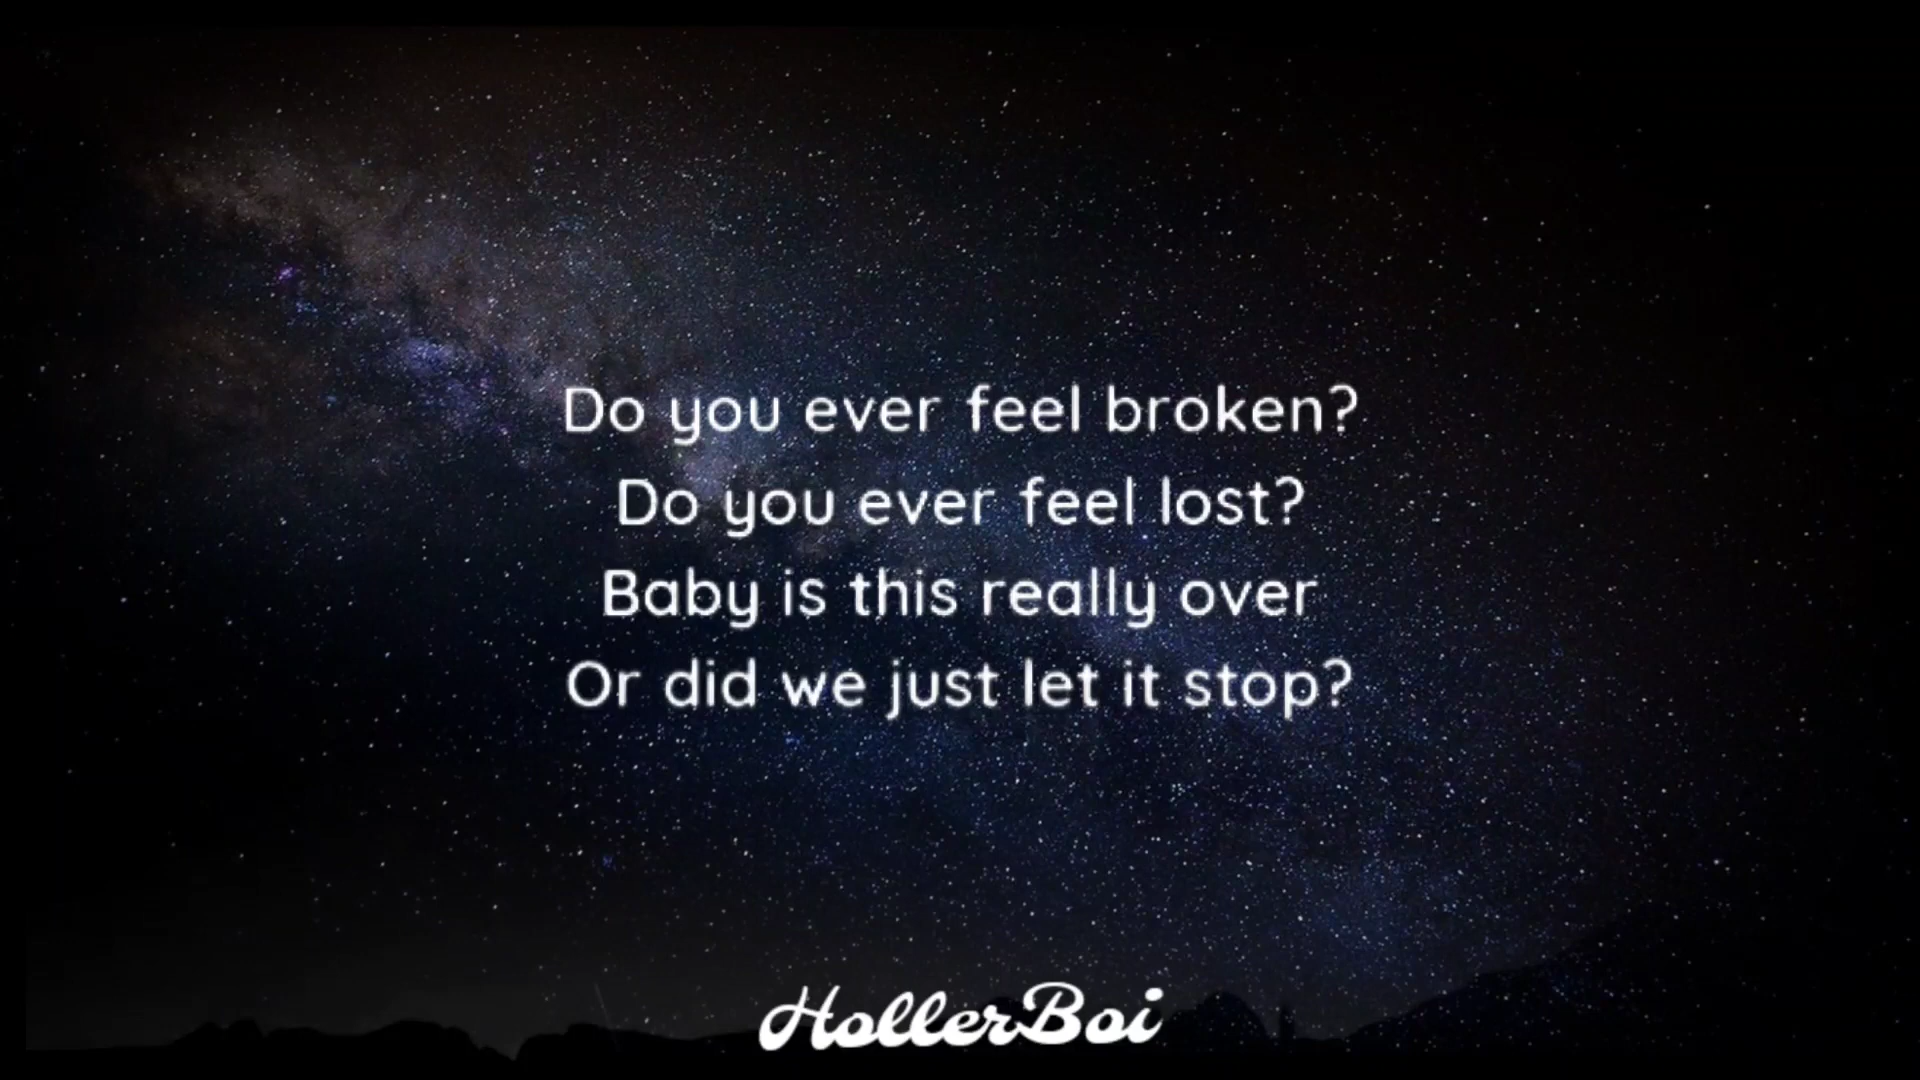 Do you ever feel broken?
Do you ever feel lost?
Baby is this really over
Or did we just let it stop?
HollerBoi